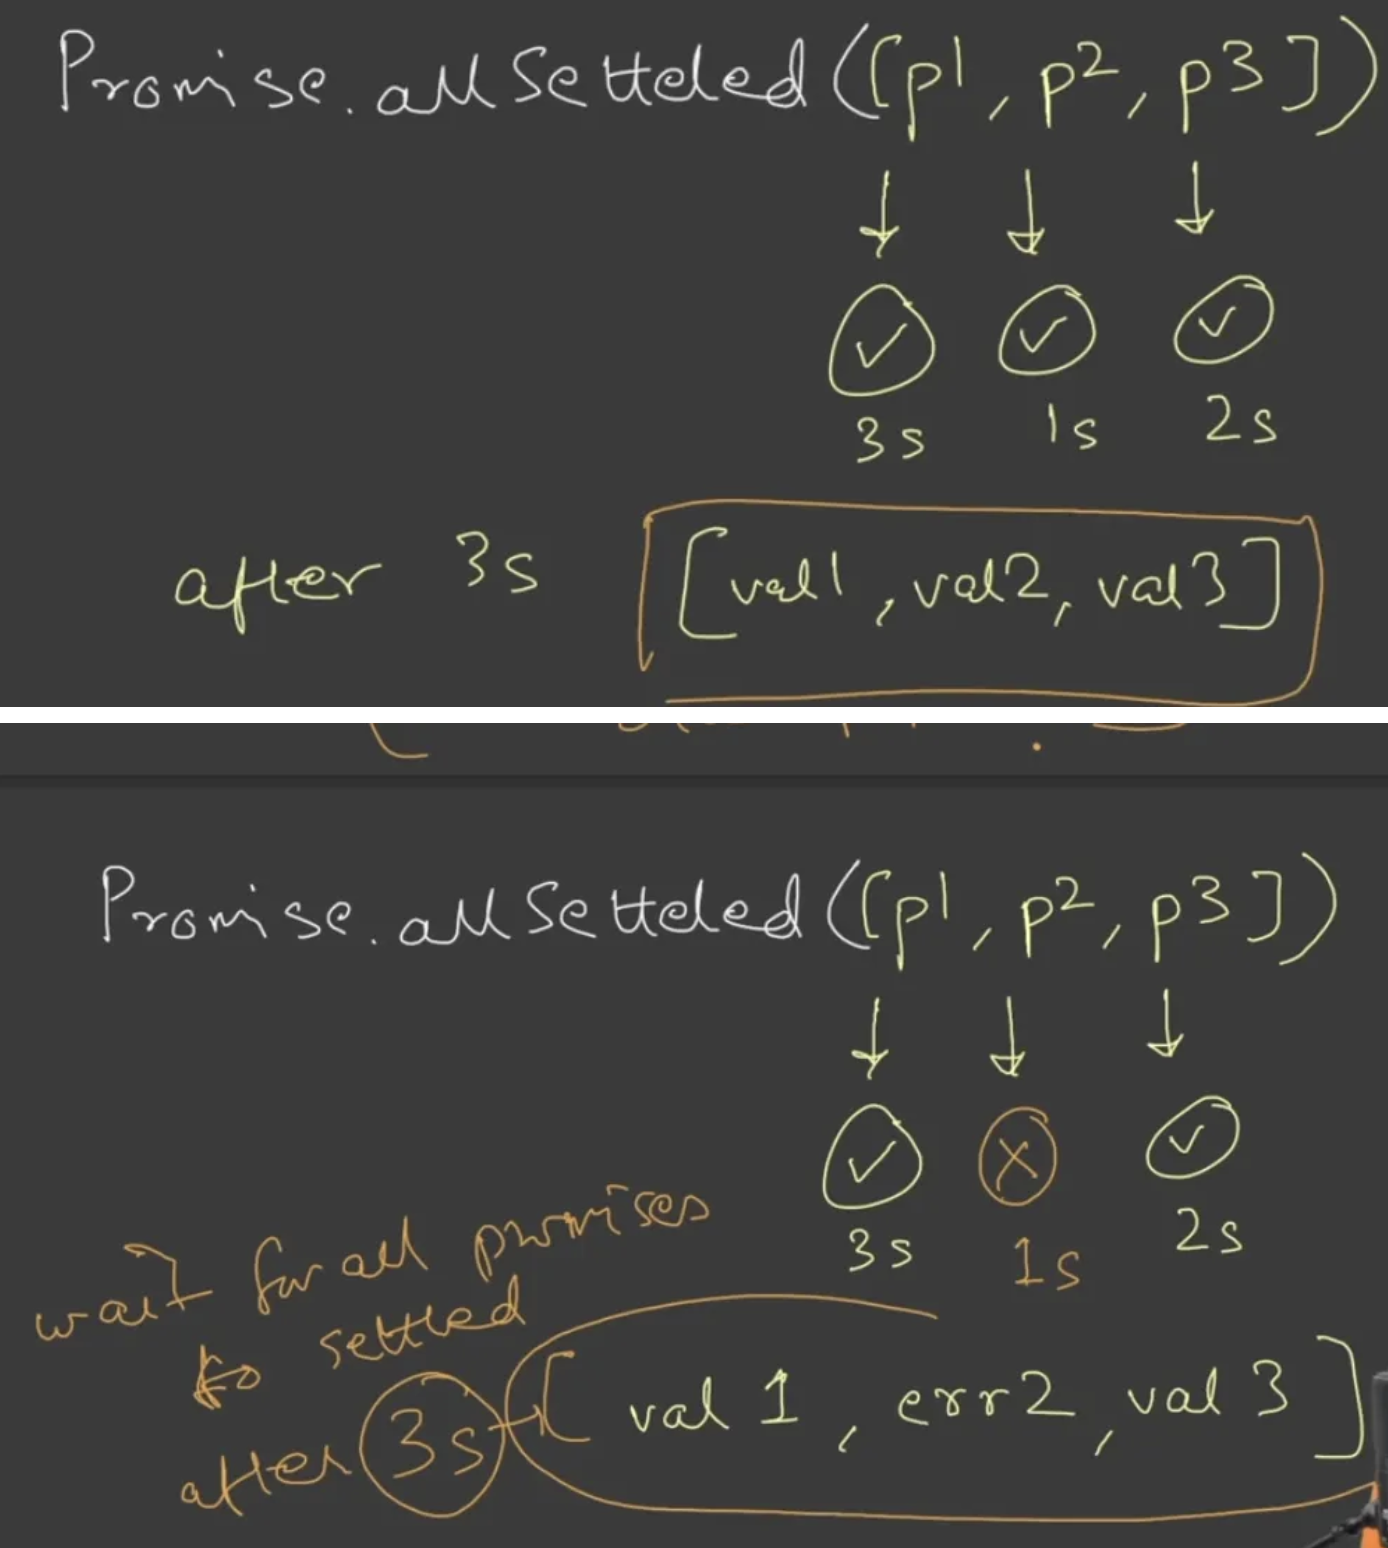 Promise.allSetteled([p1, p2, p3])
3s 1s 2s
after 3s [val1, val2, val3]
Promise.allSetteled([p1, p2, p3])
3s 1s 2s
wait for all promises
to settled
after 3s [val 1, err2, val 3]